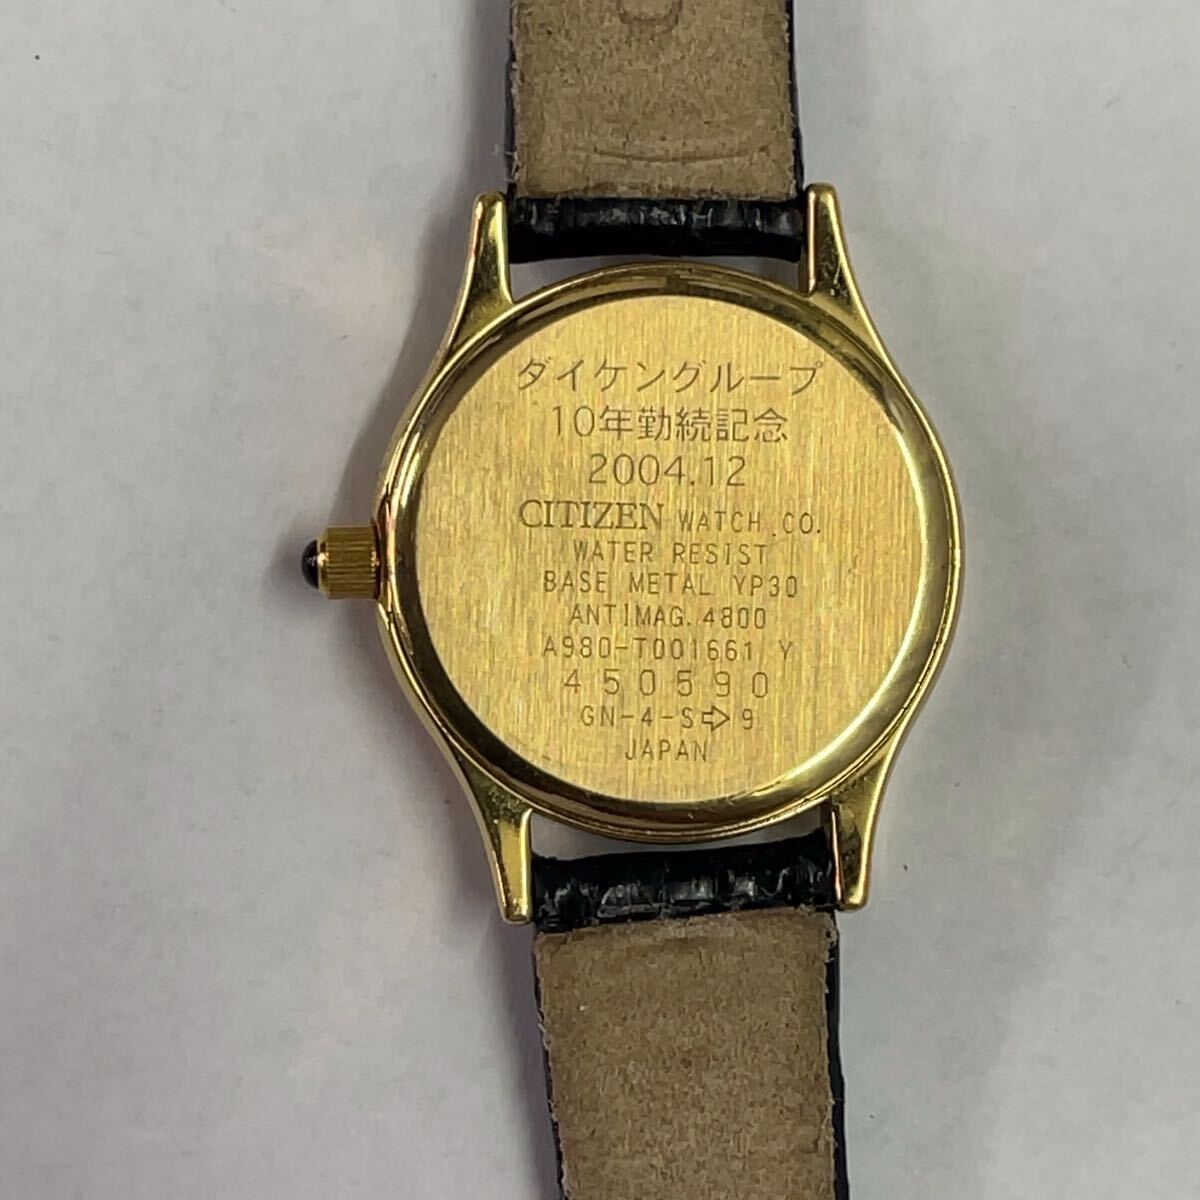 ダイケングループ
10年勤続記念
2004.12
CITIZEN WATCH CO.
WATER RESIST
BASE METAL YP30
ANTIMAG. 4800
A980-T001661 Y
450590
GN-4-S⇨9
JAPAN